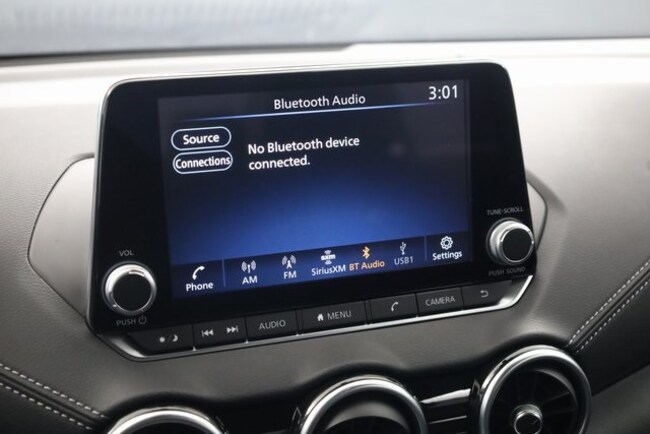 Bluetooth Audio
3:01
Source
Connections
No Bluetooth device
connected.
Phone
AM
FM
SXM
SiriusXM
BT Audio
USB1
Settings
VOL
PUSH
TUNE•SCROLL
PUSH SOUND
AUDIO
MENU
CAMERA